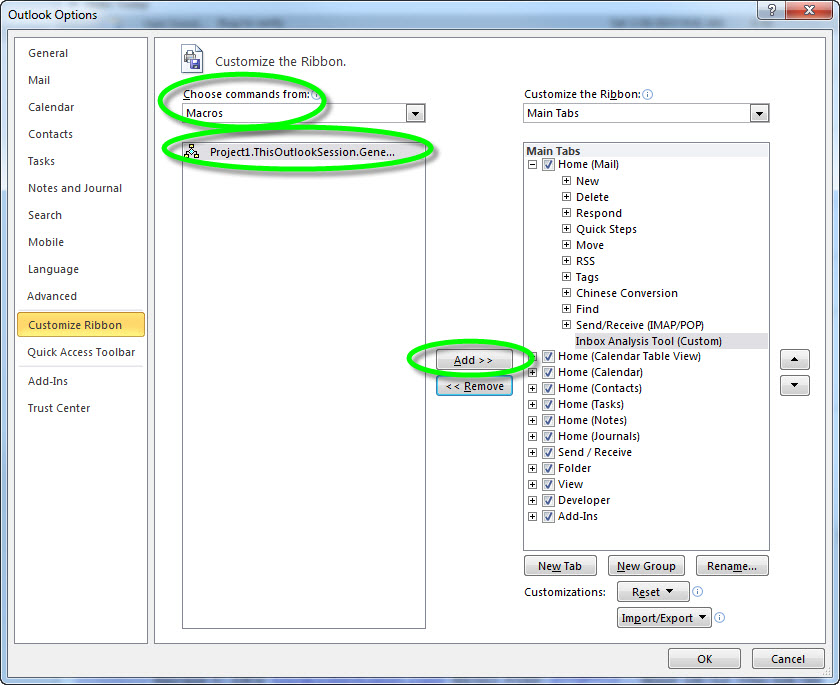 Outlook Options
General
Mail
Calendar
Contacts
Tasks
Notes and Journal
Search
Mobile
Language
Advanced
Customize Ribbon
Quick Access Toolbar
Add-Ins
Trust Center
Customize the Ribbon.
Choose commands from:
Macros
Project1.ThisOutlookSession.Gene...
Add >>
<< Remove
Customize the Ribbon:
Main Tabs
Main Tabs
Home (Mail)
New
Delete
Respond
Quick Steps
Move
RSS
Tags
Chinese Conversion
Find
Send/Receive (IMAP/POP)
Inbox Analysis Tool (Custom)
Home (Calendar Table View)
Home (Calendar)
Home (Contacts)
Home (Tasks)
Home (Notes)
Home (Journals)
Send / Receive
Folder
View
Developer
Add-Ins
New Tab
New Group
Rename...
Customizations:
Reset
Import/Export
OK
Cancel